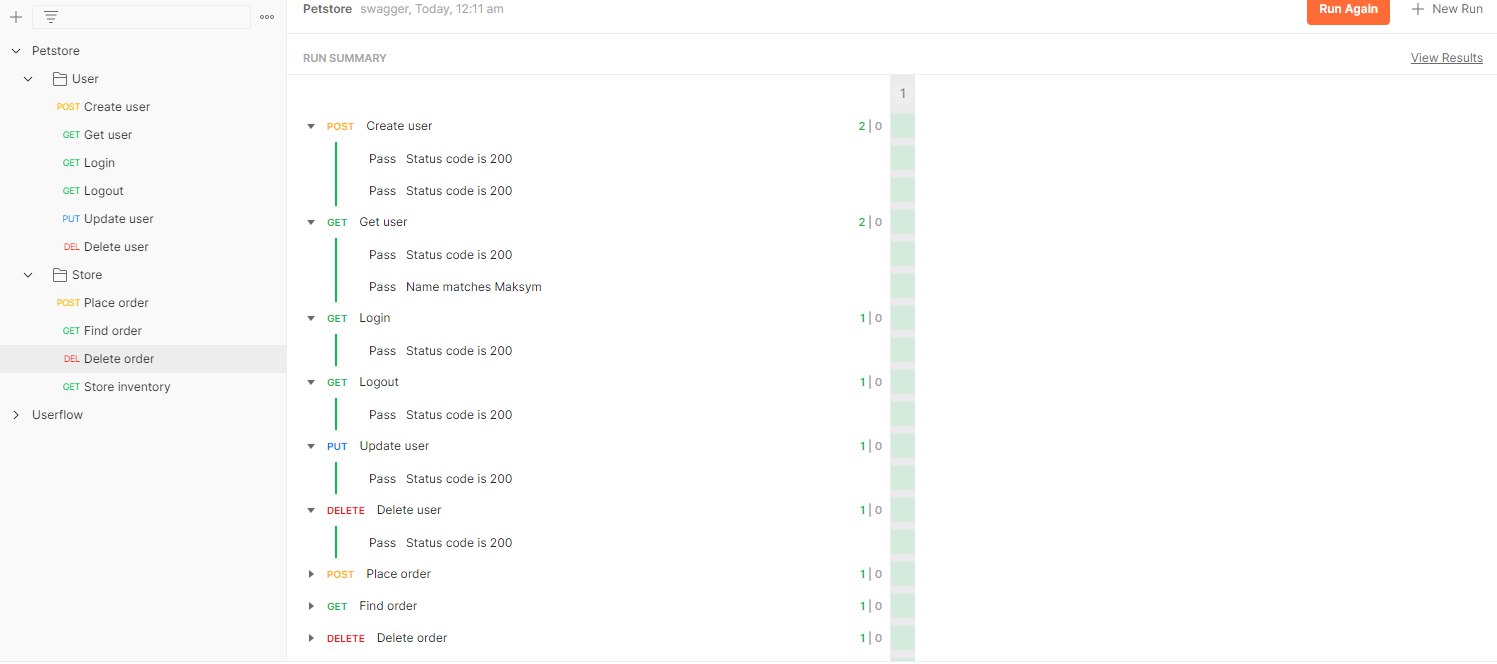 Petstore
User
POST Create user
GET Get user
GET Login
GET Logout
PUT Update user
DEL Delete user
Store
POST Place order
GET Find order
DEL Delete order
GET Store inventory
Userflow
Petstore swagger, Today, 12:11 am
Run Again
New Run
RUN SUMMARY
View Results
1
POST Create user 2 | 0
Pass Status code is 200
Pass Status code is 200
GET Get user 2 | 0
Pass Status code is 200
Pass Name matches Maksym
GET Login 1 | 0
Pass Status code is 200
GET Logout 1 | 0
Pass Status code is 200
PUT Update user 1 | 0
Pass Status code is 200
DELETE Delete user 1 | 0
Pass Status code is 200
POST Place order 1 | 0
GET Find order 1 | 0
DELETE Delete order 1 | 0